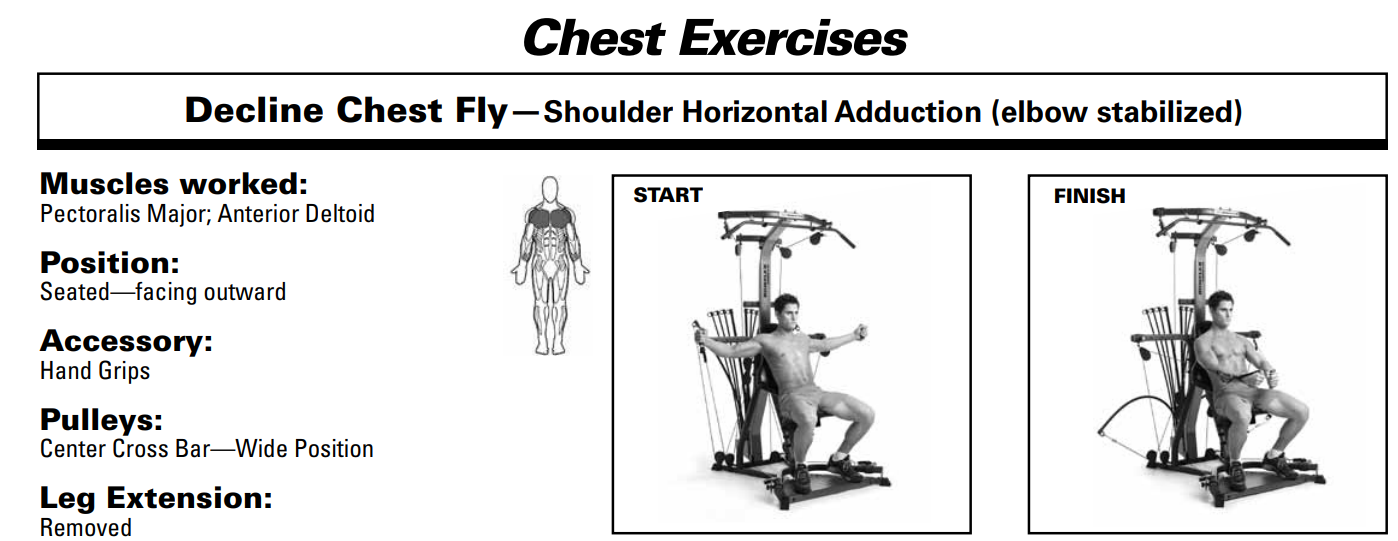 Chest Exercises
Decline Chest Fly—Shoulder Horizontal Adduction (elbow stabilized)
Muscles worked:
Pectoralis Major; Anterior Deltoid
Position:
Seated—facing outward
Accessory:
Hand Grips
Pulleys:
Center Cross Bar—Wide Position
Leg Extension:
Removed
START
FINISH